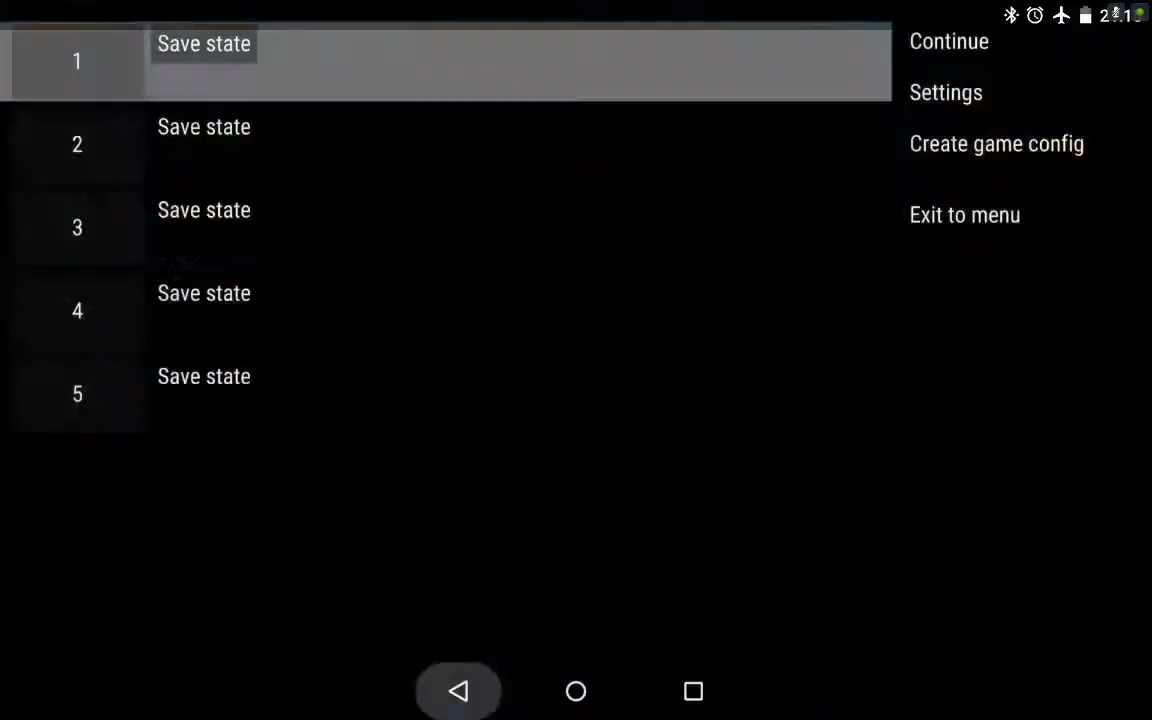 1
Save state
2
Save state
3
Save state
4
Save state
5
Save state
Continue
Settings
Create game config
Exit to menu